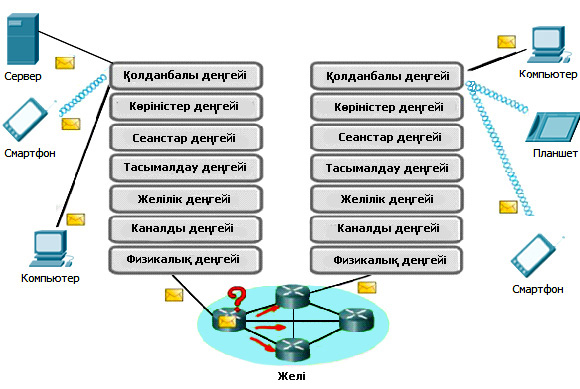 Сервер
Смартфон
Компьютер
Қолданбалы деңгейі
Көріністер деңгейі
Сеанстар деңгейі
Тасымалдау деңгейі
Желілік деңгейі
Каналды деңгейі
Физикалық деңгейі
Қолданбалы деңгейі
Көріністер деңгейі
Сеанстар деңгейі
Тасымалдау деңгейі
Желілік деңгейі
Каналды деңгейі
Физикалық деңгейі
Компьютер
Планшет
Смартфон
?
Желі